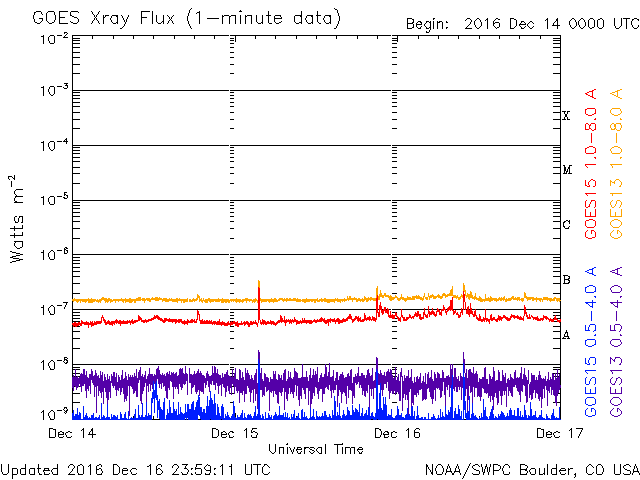 GOES Xray Flux (1-minute data)
Begin: 2016 Dec 14 0000 UTC
Watts m⁻²
10⁻²
10⁻³
10⁻⁴
10⁻⁵
10⁻⁶
10⁻⁷
10⁻⁸
10⁻⁹
X
M
C
B
A
GOES15 1.0-8.0 A
GOES13 1.0-8.0 A
GOES15 0.5-4.0 A
GOES13 0.5-4.0 A
Dec 14
Dec 15
Dec 16
Dec 17
Universal Time
Updated 2016 Dec 16 23:59:11 UTC
NOAA/SWPC Boulder, CO USA